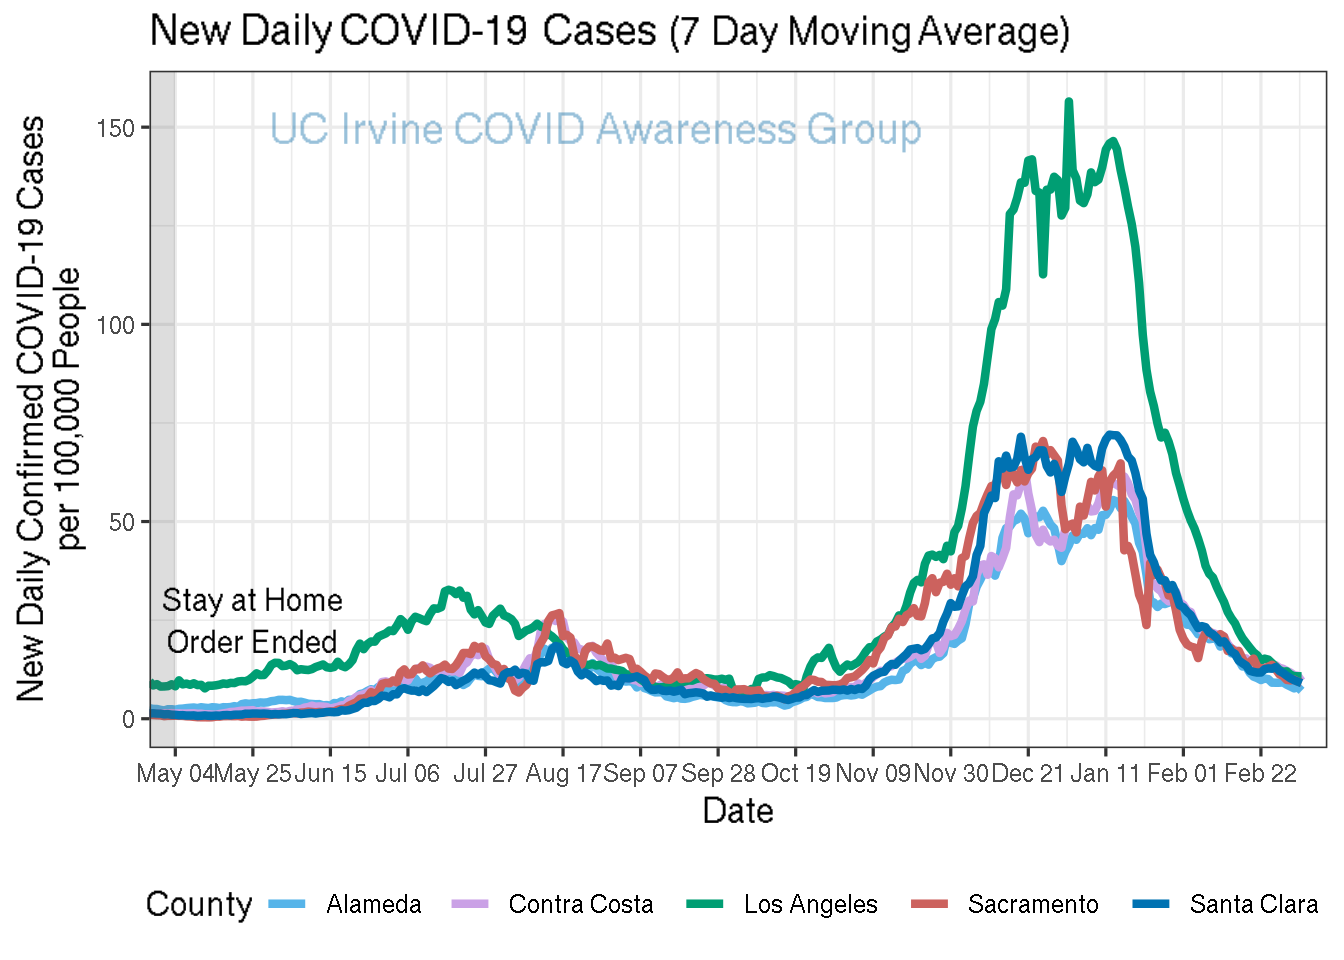 New Daily COVID-19 Cases (7 Day Moving Average)
UC Irvine COVID Awareness Group
New Daily Confirmed COVID-19 Cases
per 100,000 People
150
100
50
0
Stay at Home
Order Ended
May 04 May 25 Jun 15 Jul 06 Jul 27 Aug 17 Sep 07 Sep 28 Oct 19 Nov 09 Nov 30 Dec 21 Jan 11 Feb 01 Feb 22
Date
County Alameda Contra Costa Los Angeles Sacramento Santa Clara